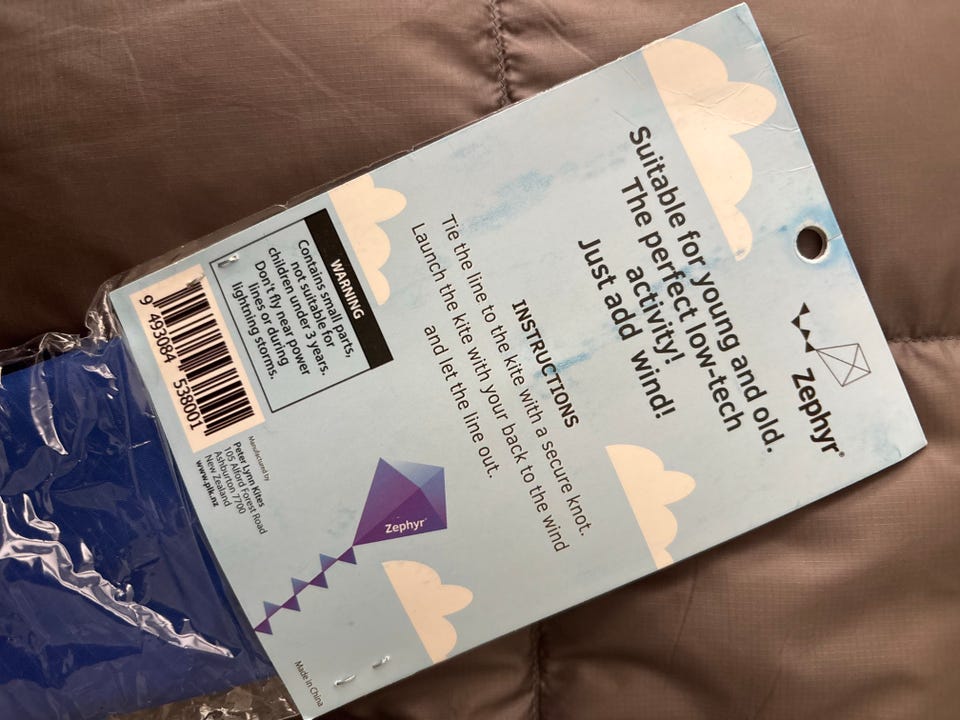 Zephyr®
Suitable for young and old.
The perfect low-tech
activity!
Just add wind!
INSTRUCTIONS
Tie the line to the kite with a secure knot.
Launch the kite with your back to the wind
and let the line out.
WARNING
Contains small parts,
not suitable for
children under 3 years.
Don't fly near power
lines or during
lightning storms.
9 493084 538001
Manufactured by
Peter Lynn Kites
105 Alford Forest Road
Ashburton 7700
New Zealand
www.plk.nz
Zephyr
Made in China